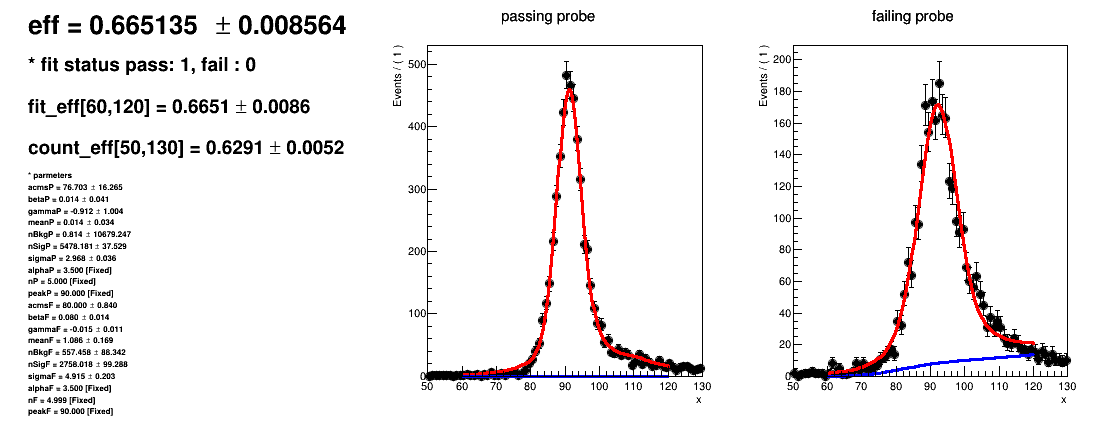 eff = 0.665135 ± 0.008564
* fit status pass: 1, fail : 0
fit_eff[60,120] = 0.6651 ± 0.0086
count_eff[50,130] = 0.6291 ± 0.0052
* parmeters
acmsP = 76.703 ± 16.265
betaP = 0.014 ± 0.041
gammaP = -0.912 ± 1.004
meanP = 0.014 ± 0.034
nBkgP = 0.814 ± 10679.247
nSigP = 5478.181 ± 37.529
sigmaP = 2.968 ± 0.036
alphaP = 3.500 [Fixed]
nP = 5.000 [Fixed]
peakP = 90.000 [Fixed]
acmsF = 80.000 ± 0.840
betaF = 0.080 ± 0.014
gammaF = -0.015 ± 0.011
meanF = 1.086 ± 0.169
nBkgF = 557.458 ± 88.342
nSigF = 2758.018 ± 99.288
sigmaF = 4.915 ± 0.203
alphaF = 3.500 [Fixed]
nF = 4.999 [Fixed]
peakF = 90.000 [Fixed]
passing probe
Events / ( 1 )
500
400
300
200
100
0
50 60 70 80 90 100 110 120 130
x
failing probe
Events / ( 1 )
200
180
160
140
120
100
80
60
40
20
0
50 60 70 80 90 100 110 120 130
x